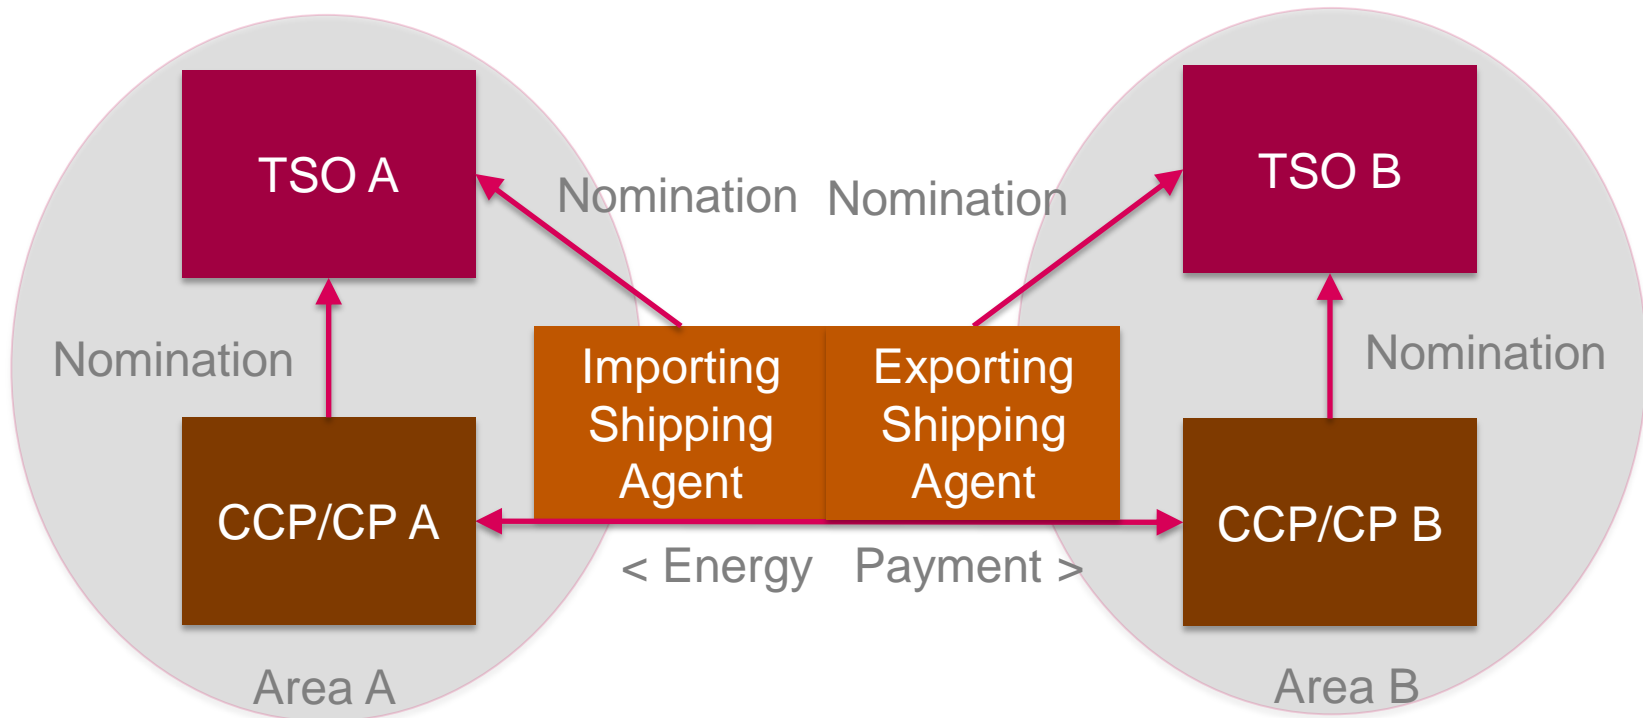 TSO A
TSO B
Nomination
Nomination
Nomination
Importing
Shipping
Agent
Exporting
Shipping
Agent
Nomination
CCP/CP A
CCP/CP B
< Energy
Payment >
Area A
Area B